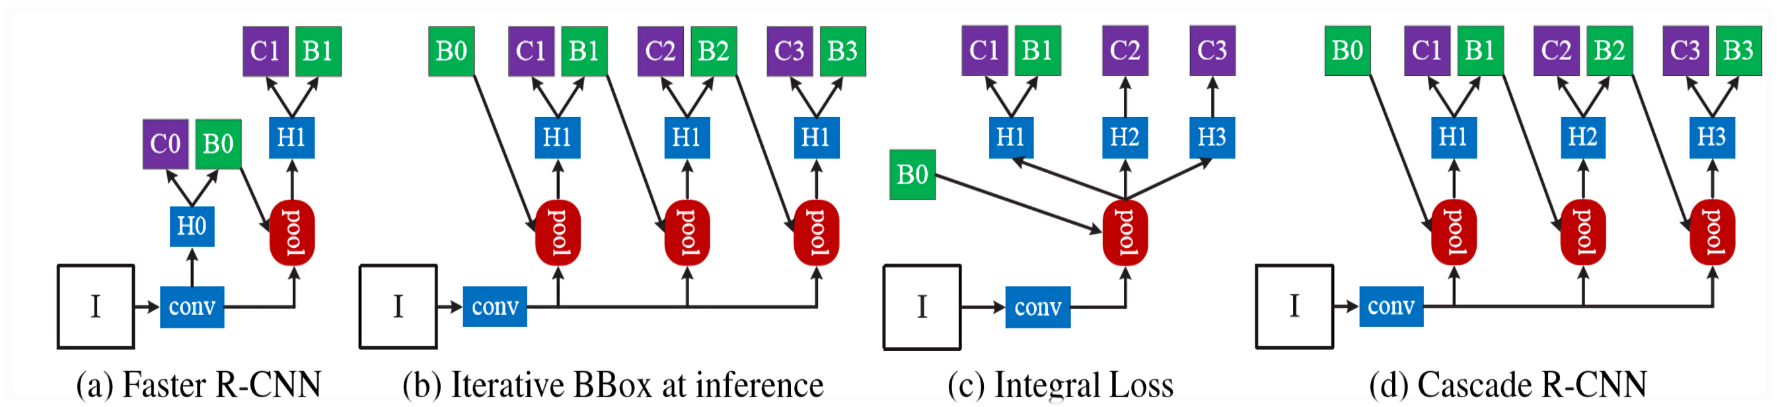 C1 B1 B0 C1 B1 C2 B2 C3 B3 C1 B1 C2 C3 B0 C1 B1 C2 B2 C3 B3
C0 B0 H1 H1 H1 H1 H1 H2 H3 H1 H2 H3
B0
H0 pool pool pool pool pool pool pool pool
I conv I conv I conv I conv
(a) Faster R-CNN (b) Iterative BBox at inference (c) Integral Loss (d) Cascade R-CNN